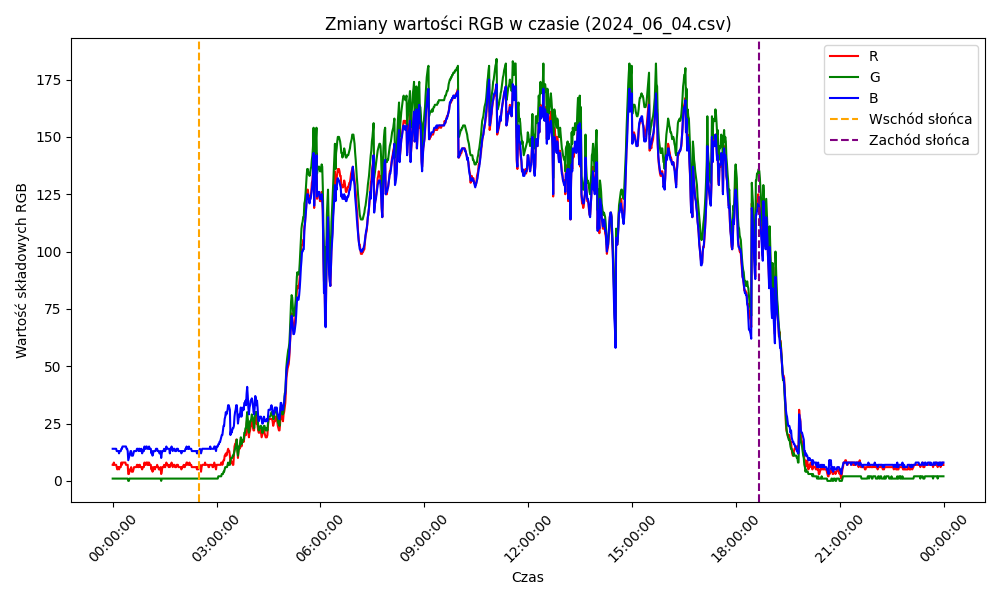 Zmiany wartości RGB w czasie (2024_06_04.csv)
R
G
B
Wschód słońca
Zachód słońca
Wartość składowych RGB
175
150
125
100
75
50
25
0
00:00:00
03:00:00
06:00:00
09:00:00
12:00:00
15:00:00
18:00:00
21:00:00
00:00:00
Czas